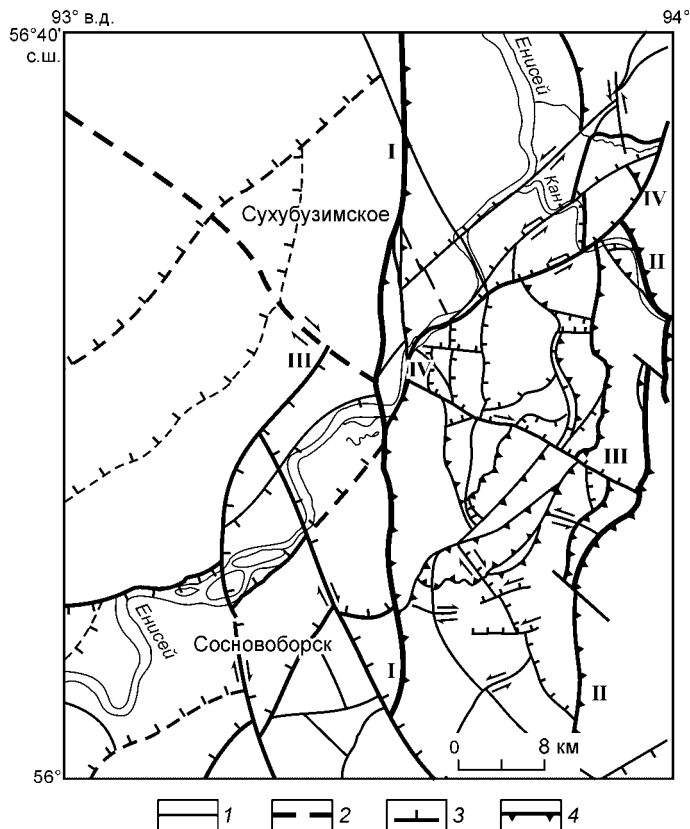 93° в.д.
94°
56°40'
с.ш.
Енисей
I
Кан
IV
Сухубузимское
II
III
IV
III
Енисей
Сосновоборск
I
II
0 8 км
56°
1 2 3 4